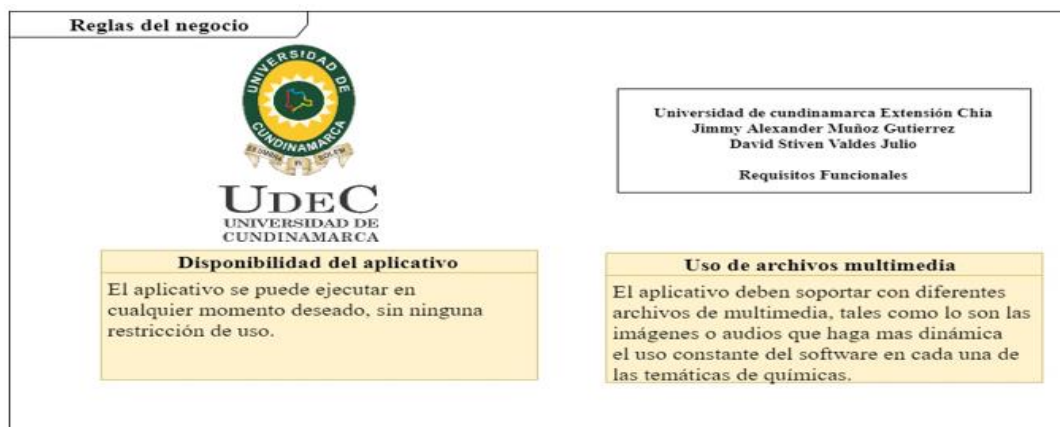 Reglas del negocio
UNIVERSIDAD DE
CUNDINAMARCA
UDEC
UNIVERSIDAD DE
CUNDINAMARCA
Universidad de cundinamarca Extensión Chia
Jimmy Alexander Muñoz Gutierrez
David Stiven Valdes Julio
Requisitos Funcionales
Disponibilidad del aplicativo
El aplicativo se puede ejecutar en
cualquier momento deseado, sin ninguna
restricción de uso.
Uso de archivos multimedia
El aplicativo deben soportar con diferentes
archivos de multimedia, tales como lo son las
imágenes o audios que haga mas dinámica
el uso constante del software en cada una de
las temáticas de químicas.